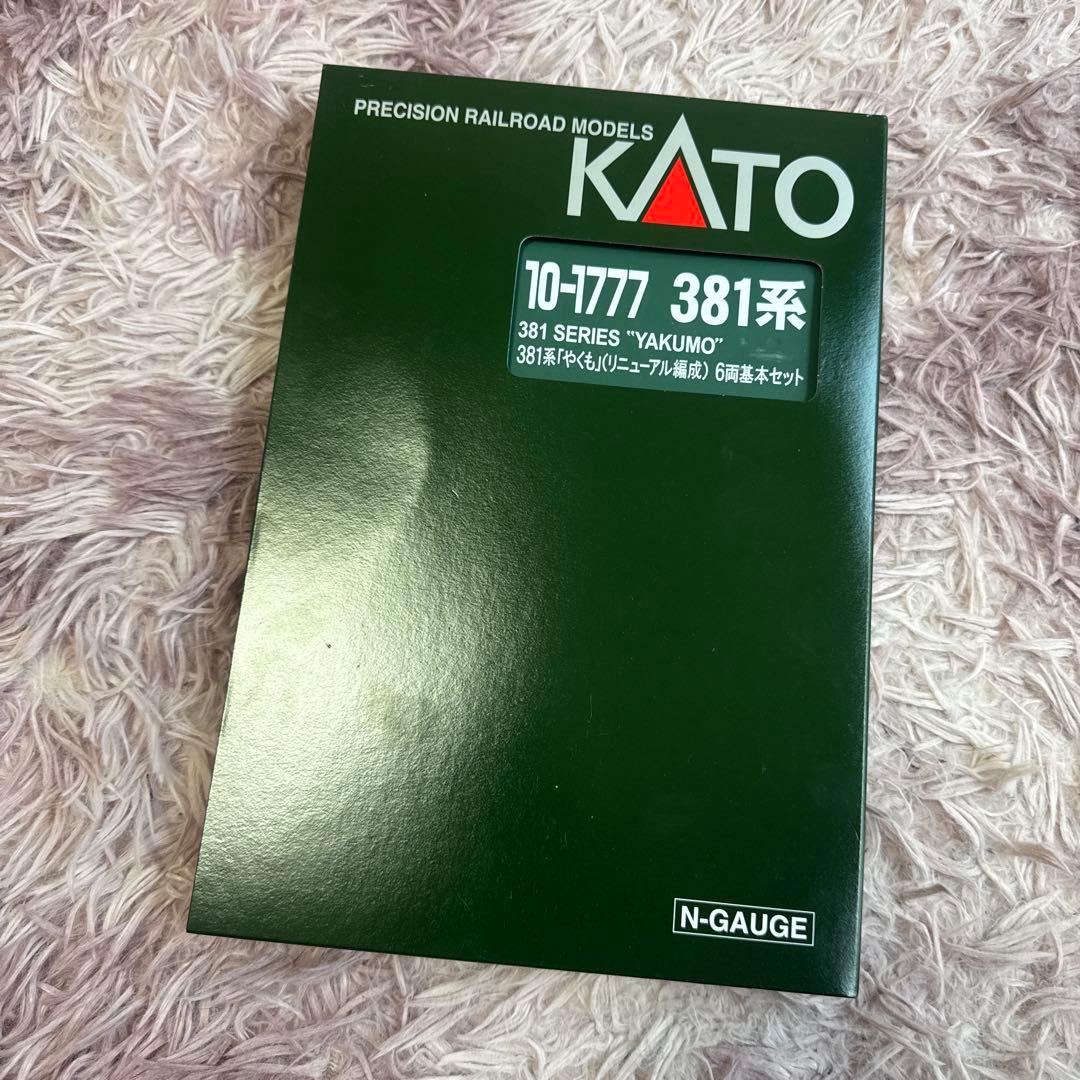 PRECISION RAILROAD MODELS
KATO
10-1777 381系
381 SERIES "YAKUMO"
381系「やくも」(リニューアル編成) 6両基本セット
N-GAUGE